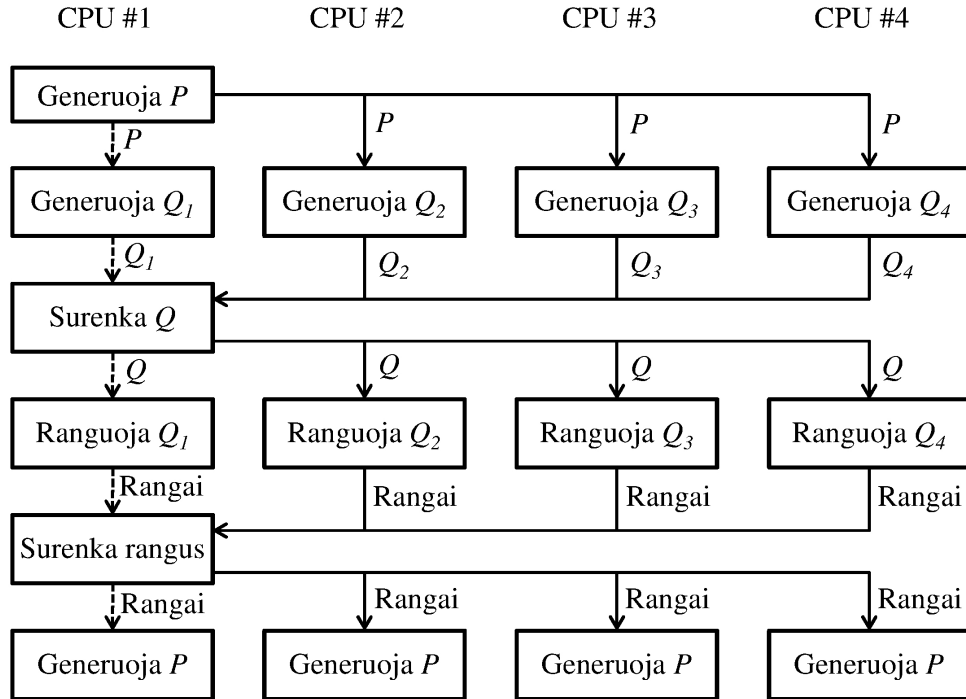 CPU #1 CPU #2 CPU #3 CPU #4
Generuoja P
P P P P
Generuoja Q1 Generuoja Q2 Generuoja Q3 Generuoja Q4
Q1 Q2 Q3 Q4
Surenka Q
Q Q Q Q
Ranguoja Q1 Ranguoja Q2 Ranguoja Q3 Ranguoja Q4
Rangai Rangai Rangai Rangai
Surenka rangus
Rangai Rangai Rangai Rangai
Generuoja P Generuoja P Generuoja P Generuoja P